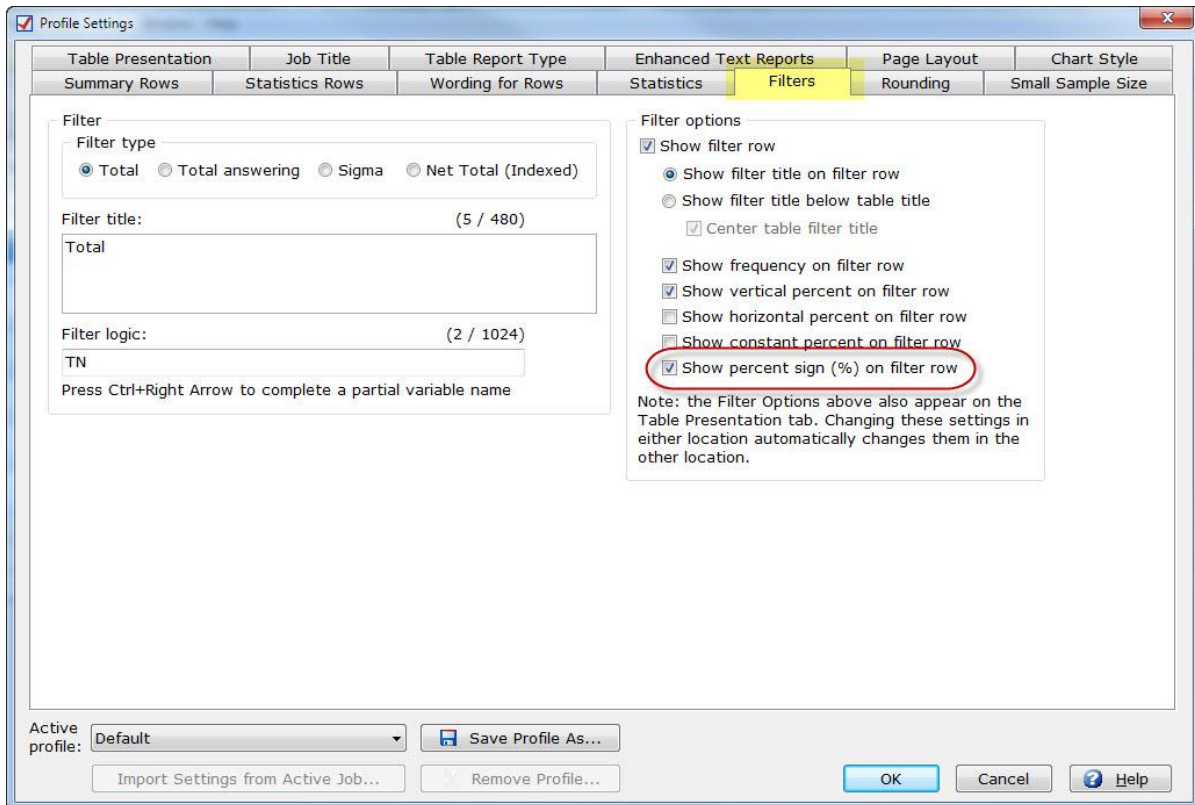 Profile Settings
Table Presentation Job Title Table Report Type Enhanced Text Reports Page Layout Chart Style
Summary Rows Statistics Rows Wording for Rows Statistics Filters Rounding Small Sample Size
Filter
Filter type
Total Total answering Sigma Net Total (Indexed)
Filter title: (5 / 480)
Total
Filter logic: (2 / 1024)
TN
Press Ctrl+Right Arrow to complete a partial variable name
Filter options
Show filter row
Show filter title on filter row
Show filter title below table title
Center table filter title
Show frequency on filter row
Show vertical percent on filter row
Show horizontal percent on filter row
Show constant percent on filter row
Show percent sign (%) on filter row
Note: the Filter Options above also appear on the
Table Presentation tab. Changing these settings in
either location automatically changes them in the
other location.
Active
profile:
Default
Save Profile As...
Import Settings from Active Job...
Remove Profile...
OK
Cancel
Help